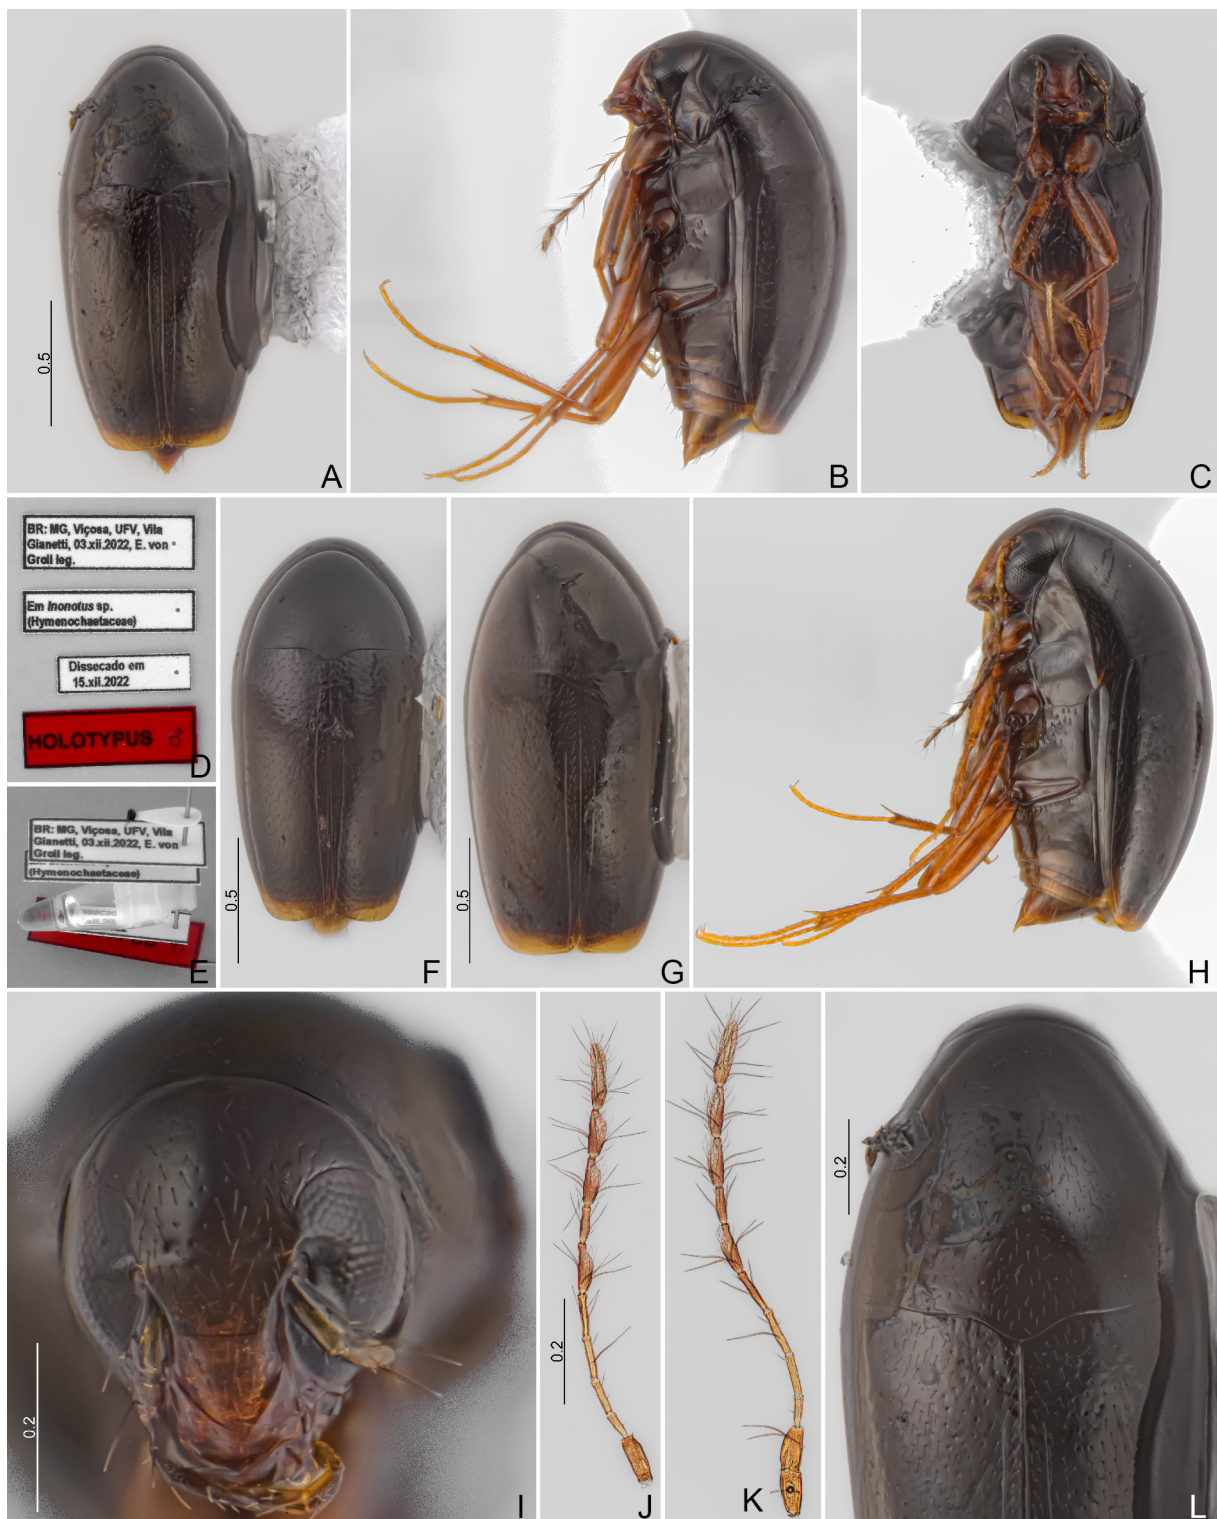 0.5
A
B
C
BR: MG, Viçosa, UFV, Vila
Gianetti, 03.xii.2022, E. von
Groll leg.
Em Inonotus sp.
(Hymenochaetaceae)
Dissecado em
15.xii.2022
HOLOTYPUS ♂
D
BR: MG, Viçosa, UFV, Vila
Gianetti, 03.xii.2022, E. von
Groll leg.
(Hymenochaetaceae)
E
0.5
F
0.5
G
H
0.2
I
0.2
J
K
0.2
L